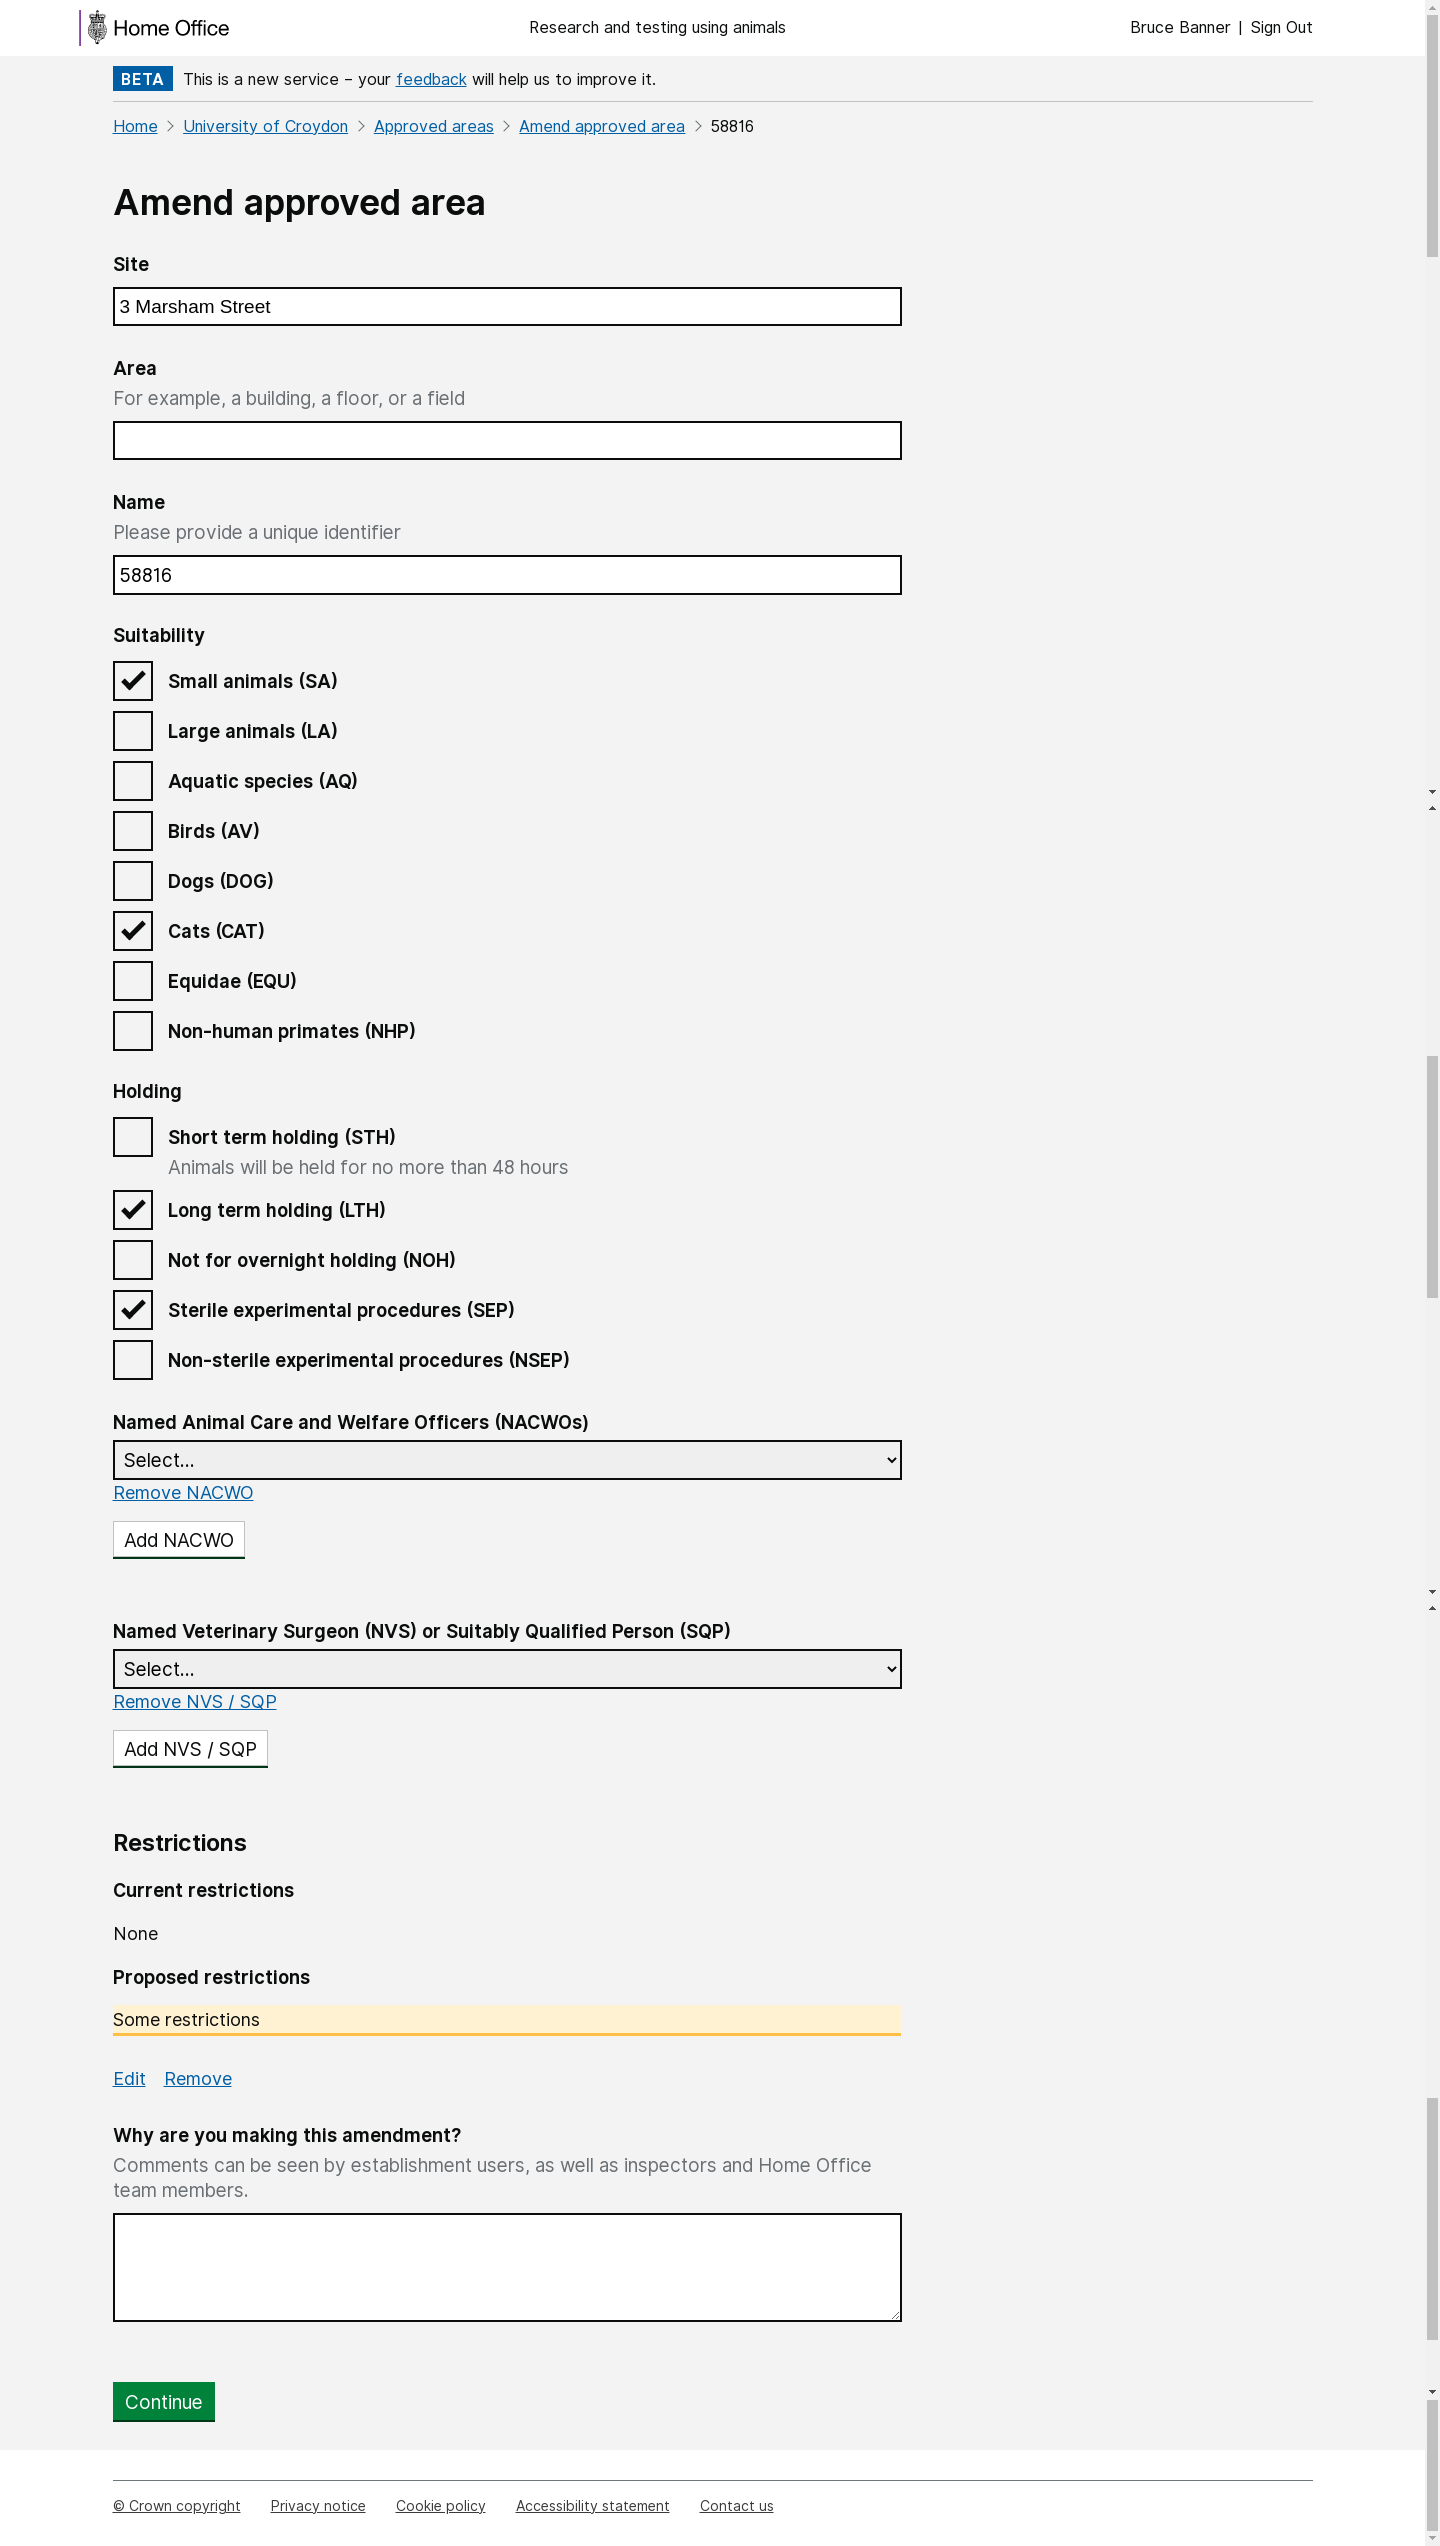 Home Office
Research and testing using animals
Bruce Banner | Sign Out
BETA This is a new service – your feedback will help us to improve it.
Home > University of Croydon > Approved areas > Amend approved area > 58816
Amend approved area
Site
3 Marsham Street
Area
For example, a building, a floor, or a field
Name
Please provide a unique identifier
58816
Suitability
Small animals (SA)
Large animals (LA)
Aquatic species (AQ)
Birds (AV)
Dogs (DOG)
Cats (CAT)
Equidae (EQU)
Non-human primates (NHP)
Holding
Short term holding (STH)
Animals will be held for no more than 48 hours
Long term holding (LTH)
Not for overnight holding (NOH)
Sterile experimental procedures (SEP)
Non-sterile experimental procedures (NSEP)
Named Animal Care and Welfare Officers (NACWOs)
Select...
Remove NACWO
Add NACWO
Named Veterinary Surgeon (NVS) or Suitably Qualified Person (SQP)
Select...
Remove NVS / SQP
Add NVS / SQP
Restrictions
Current restrictions
None
Proposed restrictions
Some restrictions
Edit Remove
Why are you making this amendment?
Comments can be seen by establishment users, as well as inspectors and Home Office
team members.
Continue
© Crown copyright Privacy notice Cookie policy Accessibility statement Contact us